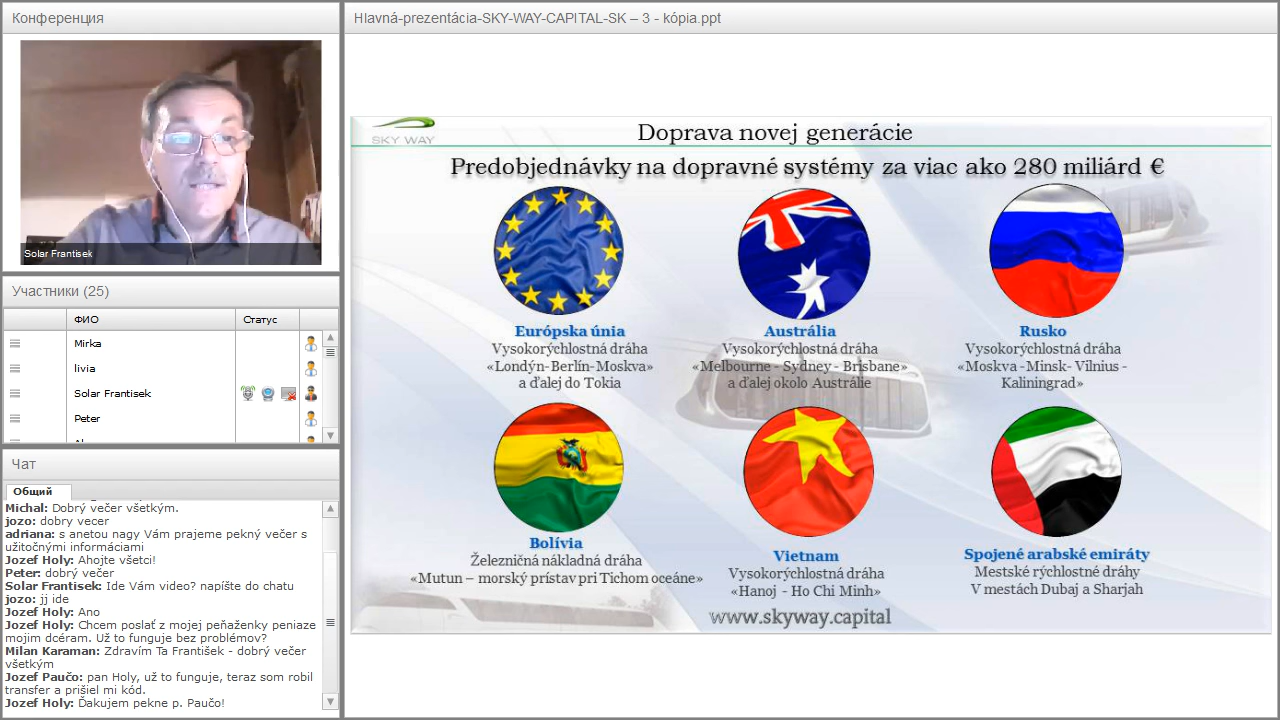 Конференция
Solar Frantisek
Участники (25)
ФИО
Статус
Mirka
livia
Solar Frantisek
Peter
Чат
Общий
Michal: Dobrý večer všetkým.
jozo: dobry vecer
adriana: s anetou nagy Vám prajeme pekný večer s
užitočnými informáciami
Jozef Holy: Ahojte všetci!
Peter: dobrý večer
Solar Frantisek: Ide Vám video? napíšte do chatu
jozo: jj ide
Jozef Holy: Ano
Jozef Holy: Chcem poslať z mojej peňaženky peniaze
mojim dcéram. Už to funguje bez problémov?
Milan Karaman: Zdravím Ta František - dobrý večer
všetkým
Jozef Paučo: pan Holy, už to funguje, teraz som robil
transfer a prišiel mi kód.
Jozef Holy: Ďakujem pekne p. Paučo!
Hlavná-prezentácia-SKY-WAY-CAPITAL-SK – 3 - kópia.ppt
SKY WAY
Doprava novej generácie
Predobjednávky na dopravné systémy za viac ako 280 miliárd €
Európska únia
Vysokorýchlostná dráha
«Londýn-Berlín-Moskva»
a ďalej do Tokia
Austrália
Vysokorýchlostná dráha
«Melbourne - Sydney - Brisbane»
a ďalej okolo Austrálie
Rusko
Vysokorýchlostná dráha
«Moskva -Minsk- Vilnius -
Kaliningrad»
Bolívia
Železničná nákladná dráha
«Mutun – morský prístav pri Tichom oceáne»
Vietnam
Vysokorýchlostná dráha
«Hanoj - Ho Chi Minh»
Spojené arabské emiráty
Mestské rýchlostné dráhy
V mestách Dubaj a Sharjah
www.skyway.capital